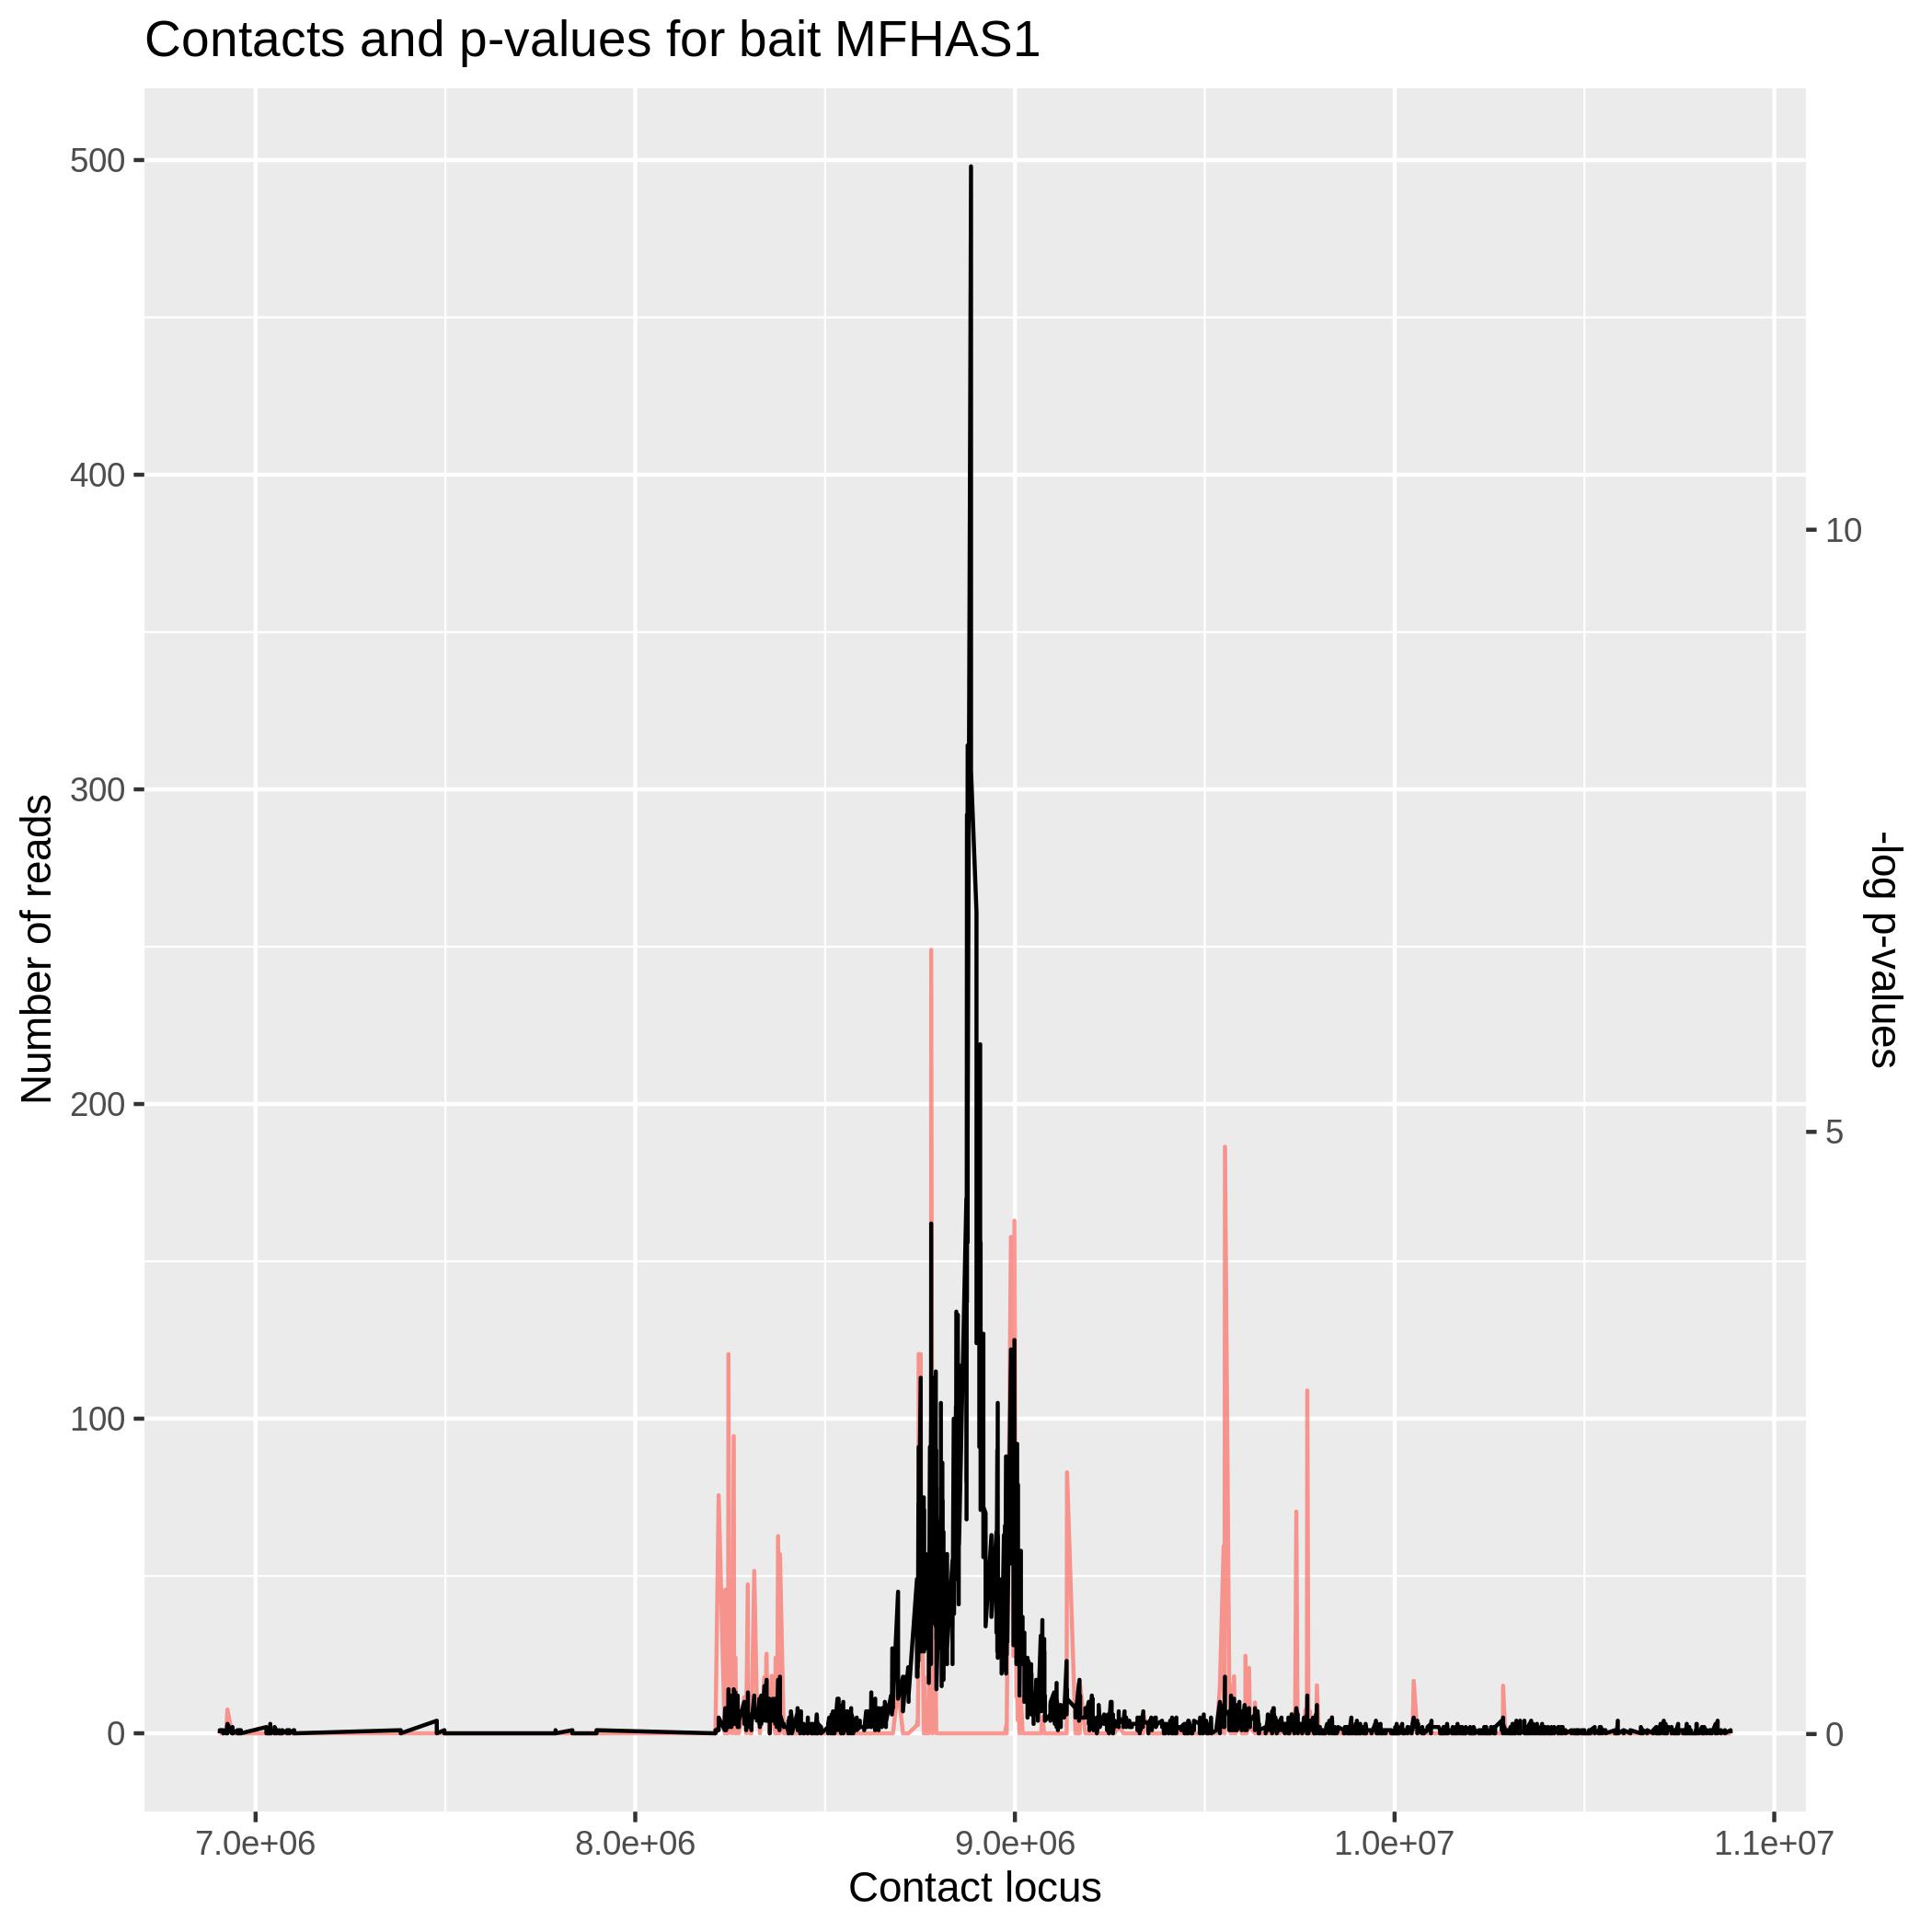 Contacts and p-values for bait MFHAS1
500
400
300
200
100
0
Number of reads
10
5
0
-log p-values
7.0e+06
8.0e+06
9.0e+06
1.0e+07
1.1e+07
Contact locus